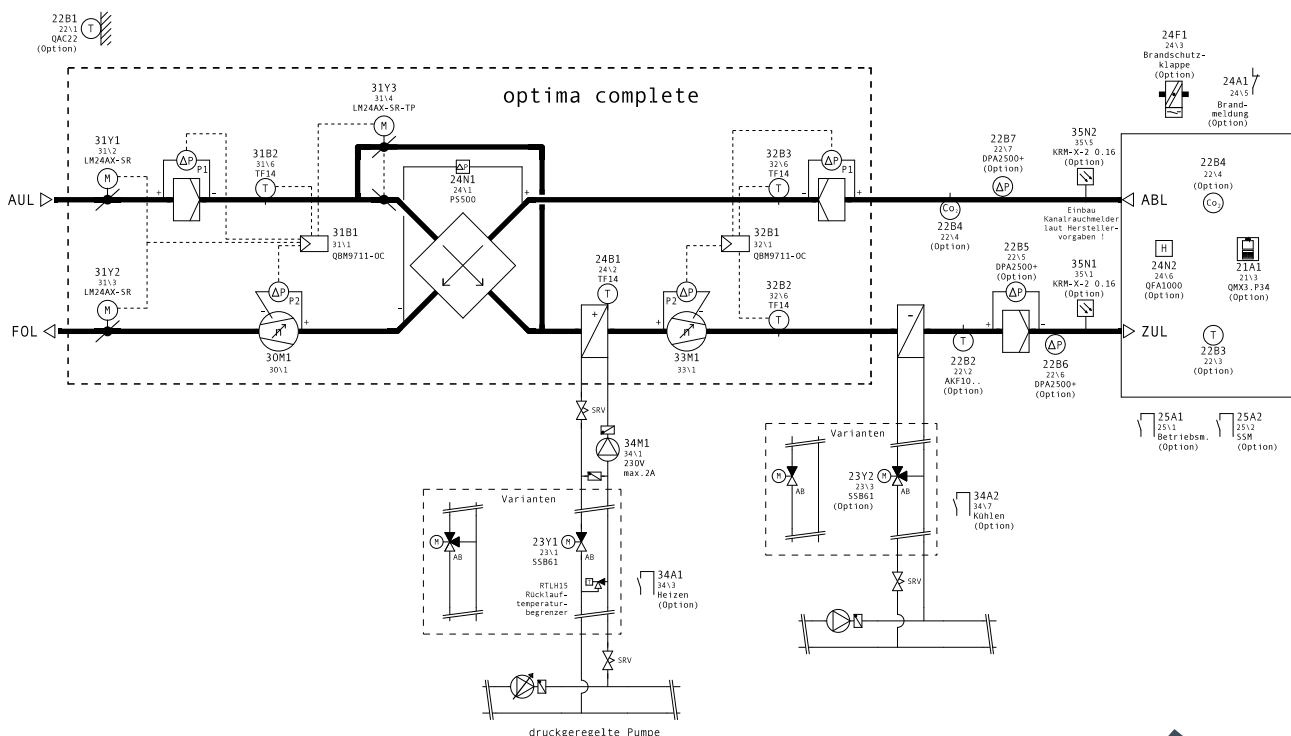 22B1
22\1
QAC22
(Option)
T
optima complete
31Y3
31\4
LM24AX-SR-TP
M
24F1
24\3
Brandschutz-
klappe
(Option)
24A1
24\5
Brand-
meldung
(Option)
31Y1
31\2
LM24AX-SR
M
ΔP
P1
+
-
31B2
31\6
TF14
T
ΔP
24N1
24\1
PS500
-
+
32B3
32\6
TF14
T
ΔP
P1
-
+
22B7
22\7
DPA2500+
ΔP
35N2
35\5
KRM-X-2 0.16
(Option)
22B4
22\4
(Option)
Co2
AUL
ABL
Co2
22B4
22\4
(Option)
Einbau
Kanalrauchmelder
laut Hersteller-
vorgaben !
31B1
31\1
QBM9711-OC
32B1
32\1
QBM9711-OC
31Y2
31\3
LM24AX-SR
M
ΔP
P2
-
+
-
+
24B1
24\2
TF14
T
P2
ΔP
-
+
32B2
32\6
TF14
T
22B5
22\5
DPA2500+
ΔP
+
-
35N1
35\1
KRM-X-2 0.16
(Option)
H
24N2
24\6
QFA1000
(Option)
21A1
21\3
QMX3.P34
(Option)
FOL
ZUL
30M1
30\1
n
+
33M1
33\1
n
-
T
22B2
22\2
AKF10..
(Option)
ΔP
22B6
22\6
DPA2500+
(Option)
T
22B3
22\3
(Option)
SRV
34M1
34\1
230V
max.2A
25A1
25\1
Betriebsm.
(Option)
25A2
25\2
SSM
(Option)
Varianten
M
AB
23Y2
23\3
SSB61
(Option)
M
AB
34A2
34\7
Kühlen
(Option)
Varianten
M
AB
23Y1
23\1
SSB61
M
AB
RTLH15
Rücklauf-
temperatur-
begrenzer
T
34A1
34\3
Heizen
(Option)
SRV
SRV
druckgeregelte Pumpe